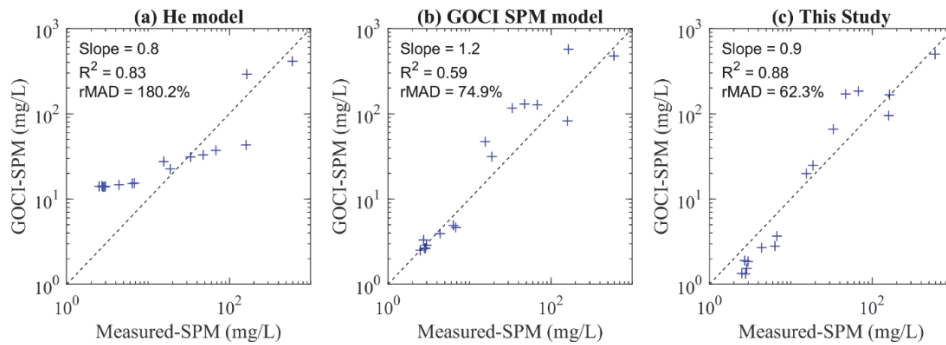 (a) He model
Slope = 0.8
R² = 0.83
rMAD = 180.2%
10³
10²
10¹
10⁰
10⁰
10²
GOCI-SPM (mg/L)
Measured-SPM (mg/L)
(b) GOCI SPM model
Slope = 1.2
R² = 0.59
rMAD = 74.9%
10³
10²
10¹
10⁰
10⁰
10²
GOCI-SPM (mg/L)
Measured-SPM (mg/L)
(c) This Study
Slope = 0.9
R² = 0.88
rMAD = 62.3%
10³
10²
10¹
10⁰
10⁰
10²
GOCI-SPM (mg/L)
Measured-SPM (mg/L)